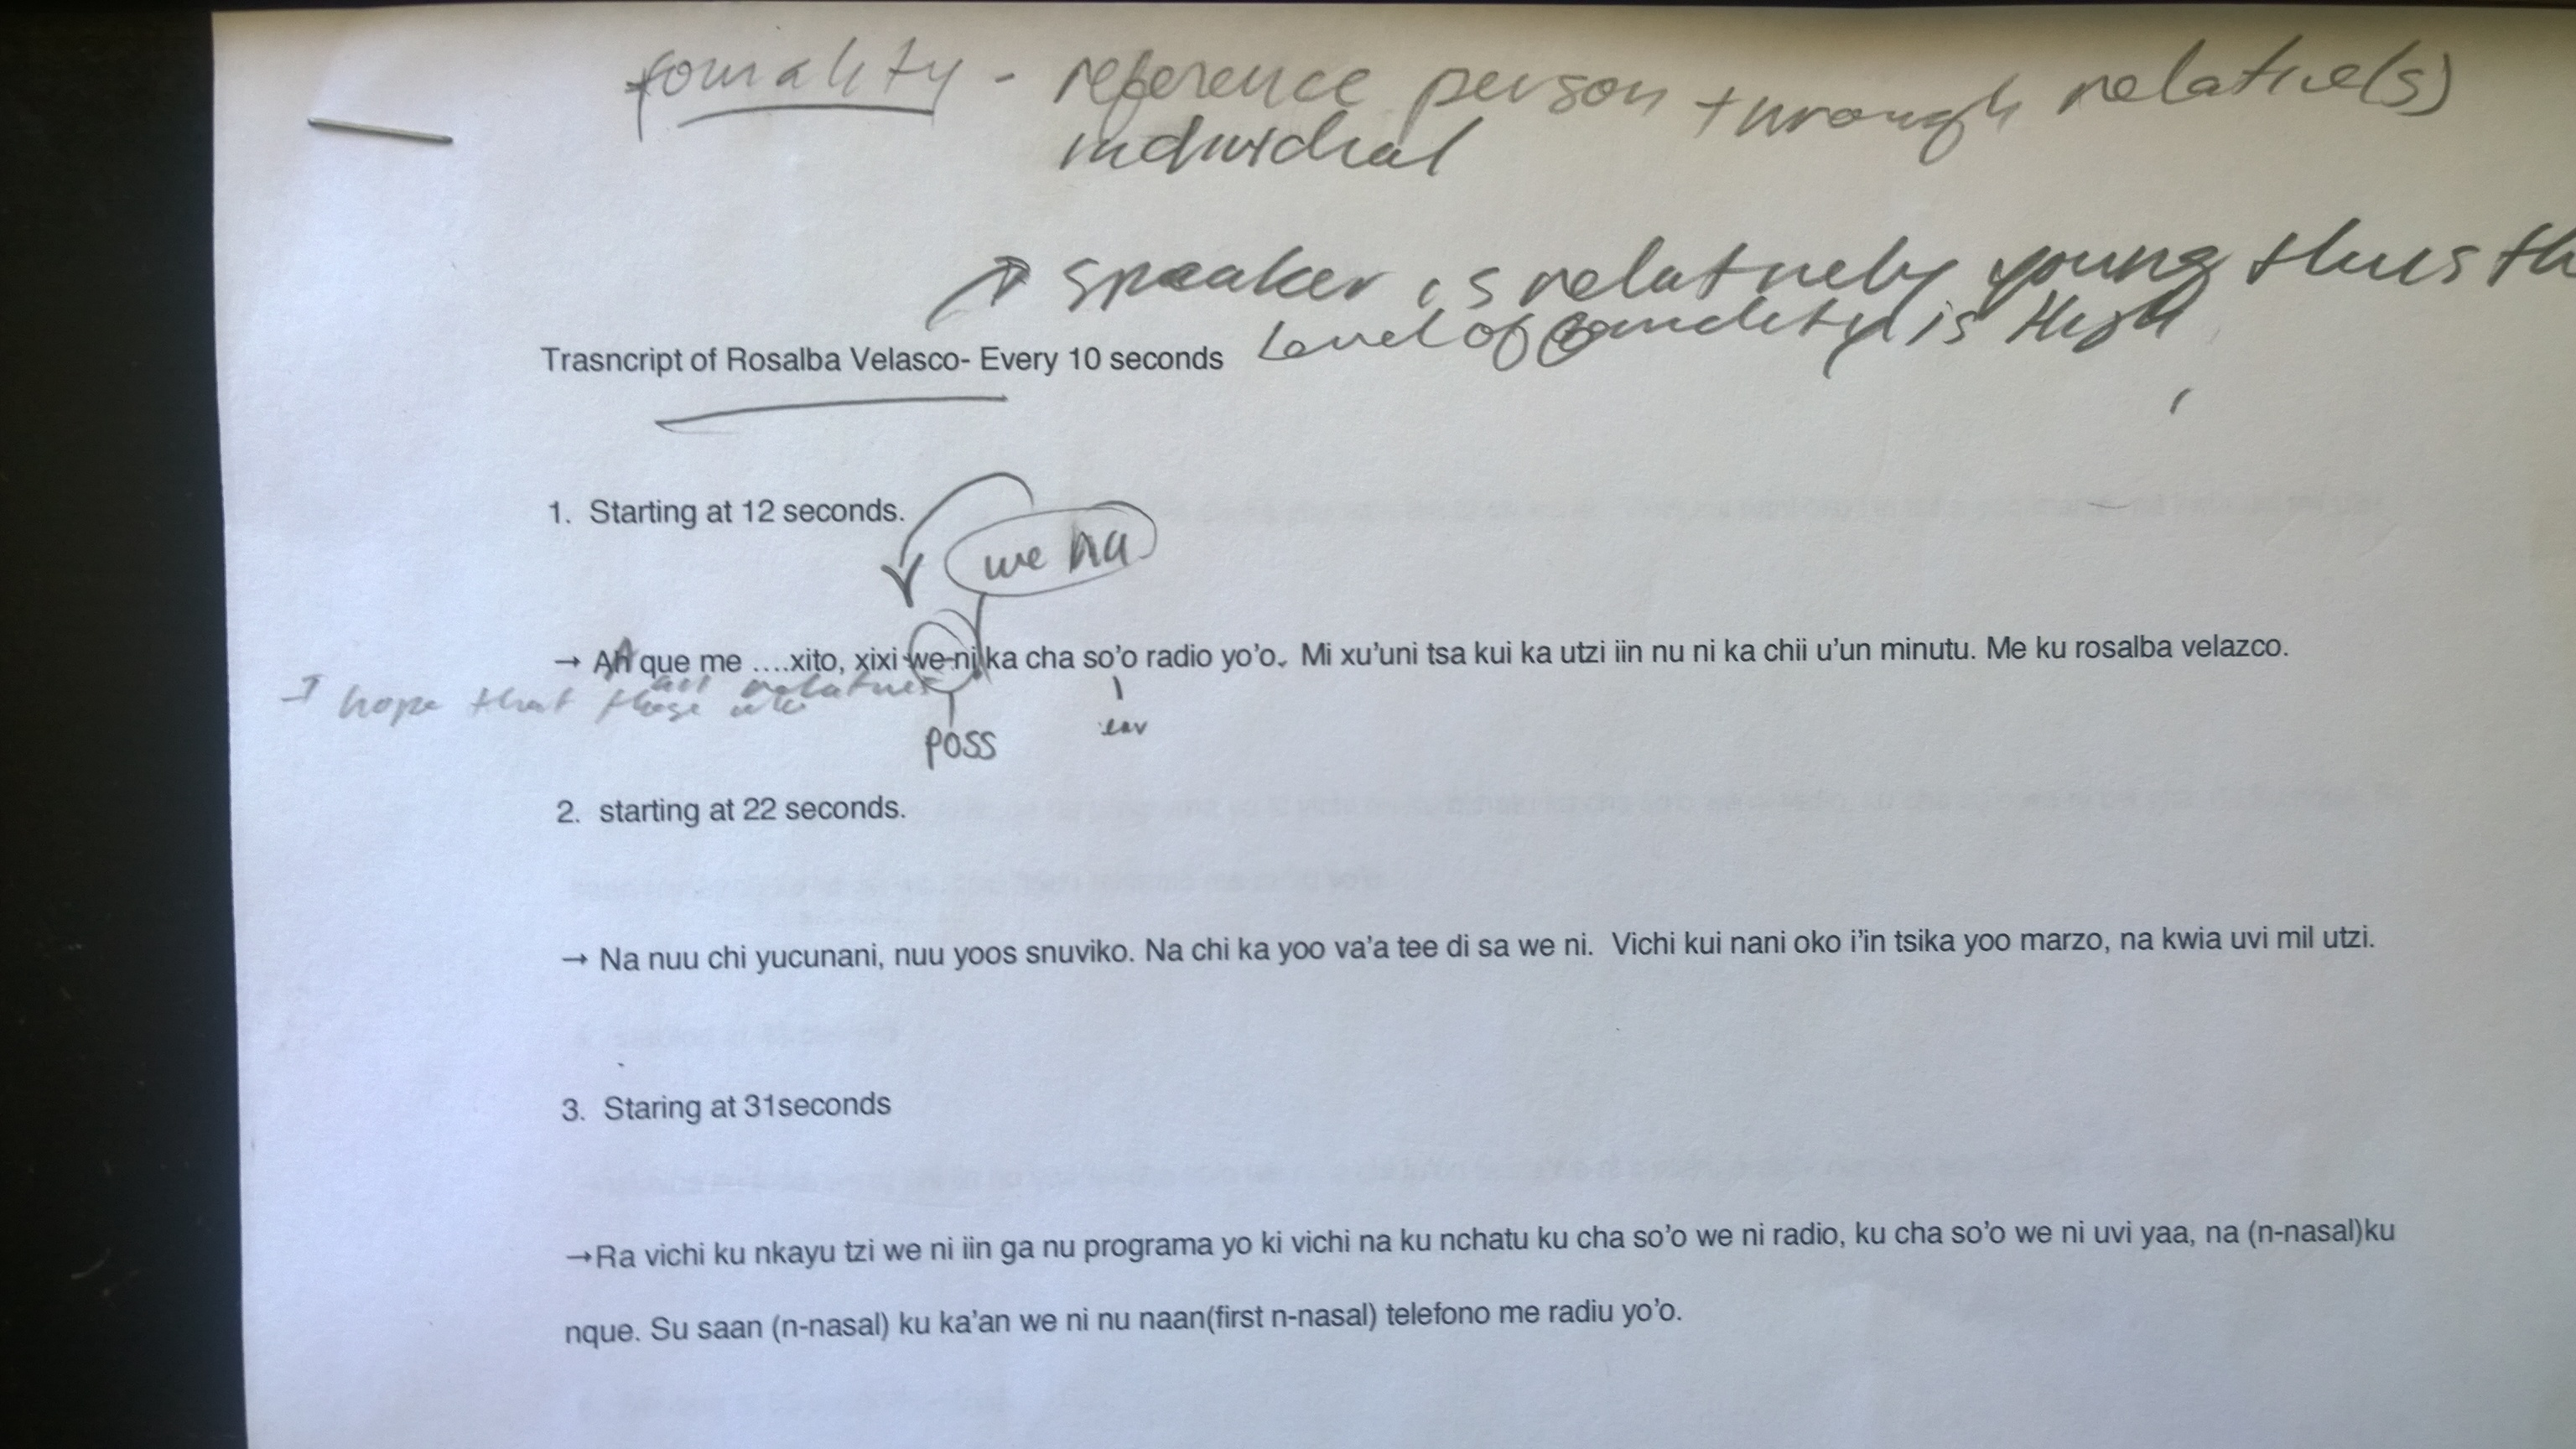 formality - reference person through relative(s)
individual
speaker is relatively young thus th
Level of is High
Trasncript of Rosalba Velasco- Every 10 seconds
1. Starting at 12 seconds.
we na
→ Ah que me ....xito, xixi we ni ka cha so'o radio yo'o. Mi xu'uni tsa kui ka utzi iin nu ni ka chii u'un minutu. Me ku rosalba velazco.
I hope that these all relatives
poss
ear
2. starting at 22 seconds.
→ Na nuu chi yucunani, nuu yoos snuviko. Na chi ka yoo va'a tee di sa we ni. Vichi kui nani oko i'in tsika yoo marzo, na kwia uvi mil utzi.
3. Staring at 31seconds
→Ra vichi ku nkayu tzi we ni iin ga nu programa yo ki vichi na ku nchatu ku cha so'o we ni radio, ku cha so'o we ni uvi yaa, na (n-nasal)ku
nque. Su saan (n-nasal) ku ka'an we ni nu naan(first n-nasal) telefono me radiu yo'o.